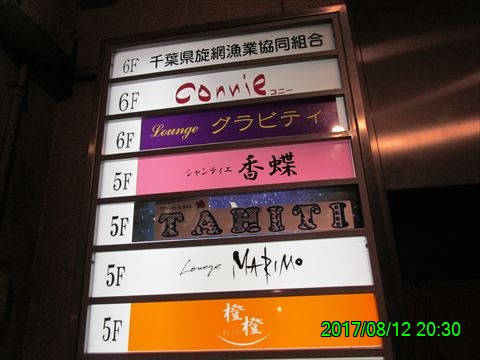 6F 千葉県旋網漁業協同組合
6F connie コニー
6F Lounge グラビティ
5F シャンティエ 香蝶
5F TAHITI
5F Lounge MARIMO
5F 橙橙
2017/08/12 20:30